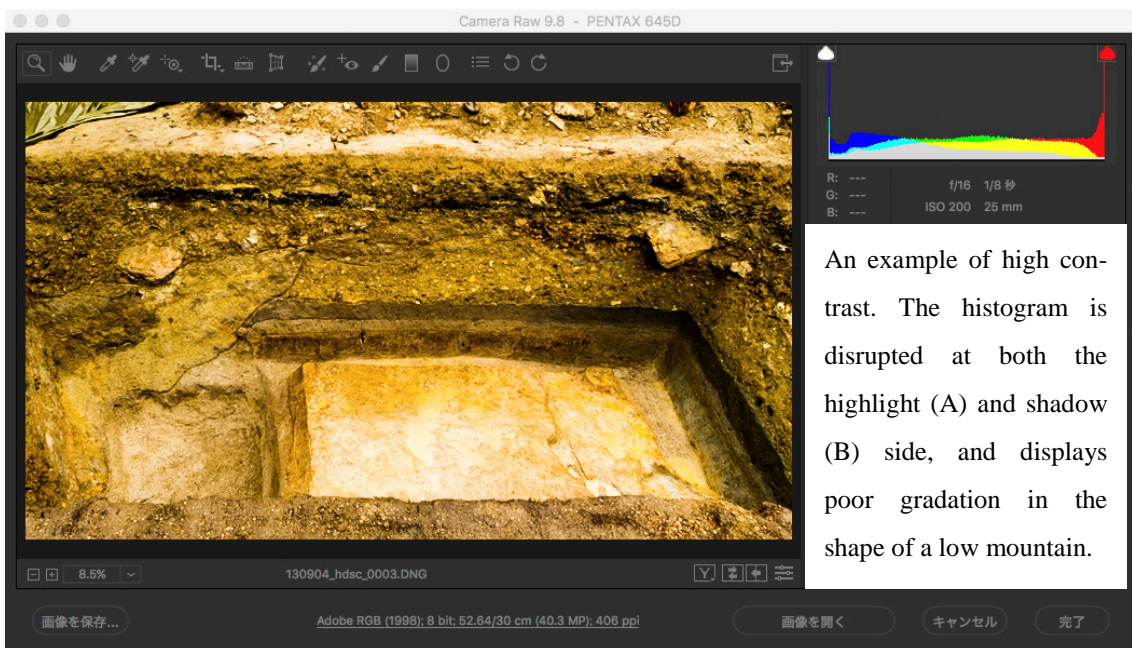 Camera Raw 9.8 - PENTAX 645D
R: ---
G: ---
B: ---
f/16 1/8 秒
ISO 200 25 mm
An example of high con-
trast. The histogram is
disrupted at both the
highlight (A) and shadow
(B) side, and displays
poor gradation in the
shape of a low mountain.
8.5%
130904_hdsc_0003.DNG
Y
画像を保存...
Adobe RGB (1998); 8 bit; 52.64/30 cm (40.3 MP); 406 ppi
画像を開く
キャンセル
完了